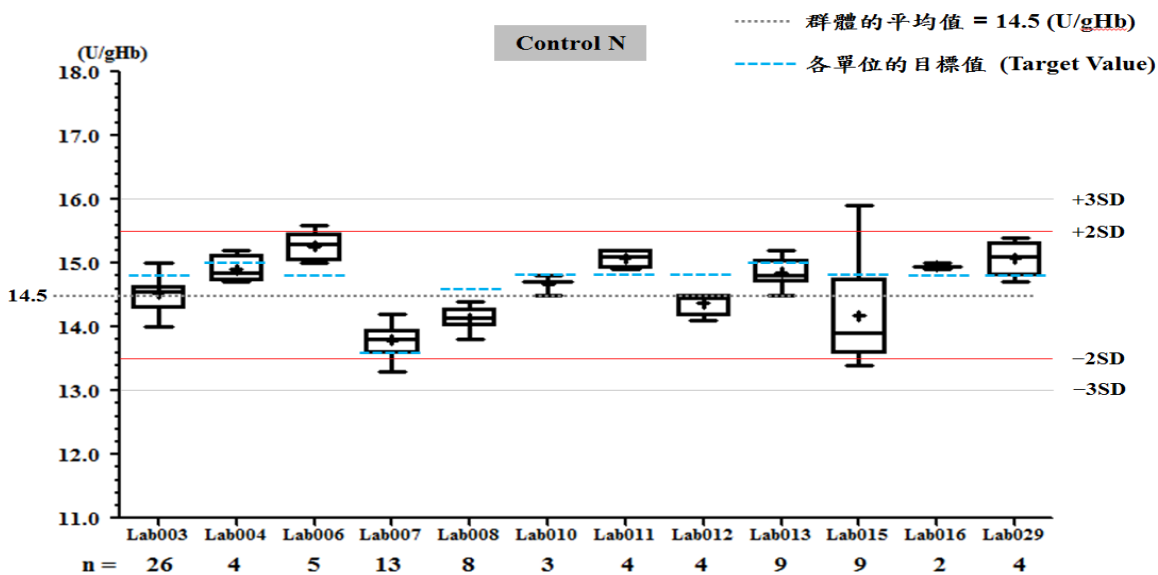 群體的平均值 = 14.5 (U/gHb)
各單位的目標值 (Target Value)
Control N
(U/gHb)
18.0
17.0
16.0
15.0
14.5
14.0
13.0
12.0
11.0
+3SD
+2SD
−2SD
−3SD
Lab003 Lab004 Lab006 Lab007 Lab008 Lab010 Lab011 Lab012 Lab013 Lab015 Lab016 Lab029
n = 26 4 5 13 8 3 4 4 9 9 2 4